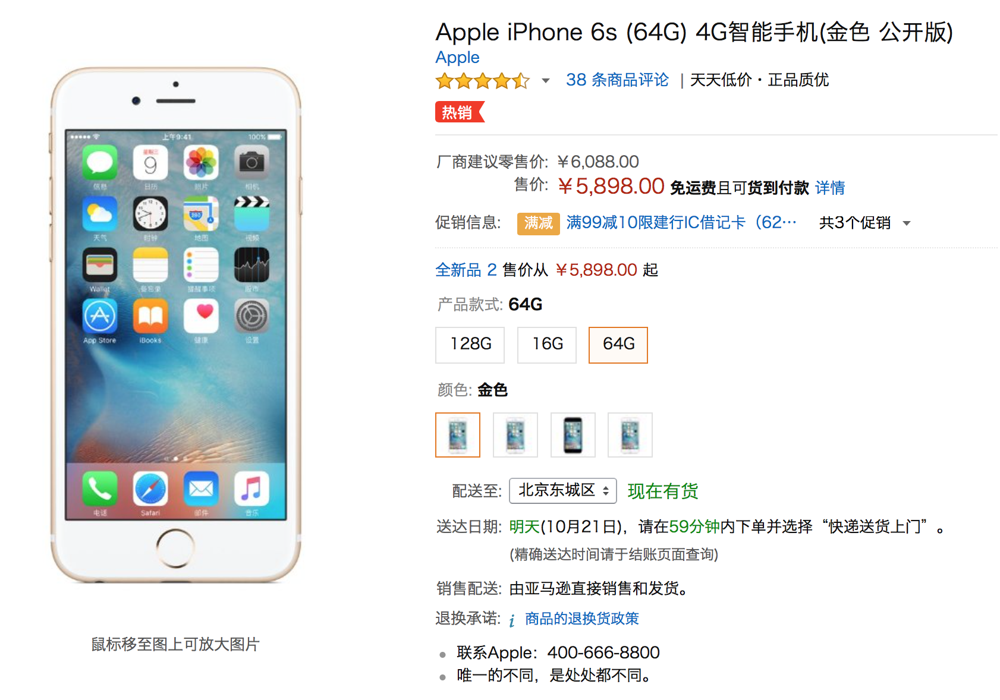 Apple iPhone 6s (64G) 4G智能手机(金色 公开版)
Apple
38 条商品评论 | 天天低价·正品质优
热销
厂商建议零售价: ￥6,088.00
售价: ￥5,898.00 免运费且可货到付款 详情
促销信息: 满减 满99减10限建行IC借记卡（62… 共3个促销
全新品 2 售价从 ￥5,898.00 起
产品款式: 64G
128G 16G 64G
颜色: 金色
配送至: 北京东城区 现在有货
送达日期: 明天(10月21日)，请在59分钟内下单并选择“快递送货上门”。
(精确送达时间请于结账页面查询)
销售配送: 由亚马逊直接销售和发货。
退换承诺: i 商品的退换货政策
联系Apple：400-666-8800
唯一的不同，是处处都不同。
上午9:41 100%
星期三
9
信息 日历 照片 相机
280
天气 时钟 地图 视频
Wallet 备忘录 提醒事项 股市
App Store iBooks 健康 设置
电话 Safari 邮件 音乐
鼠标移至图上可放大图片